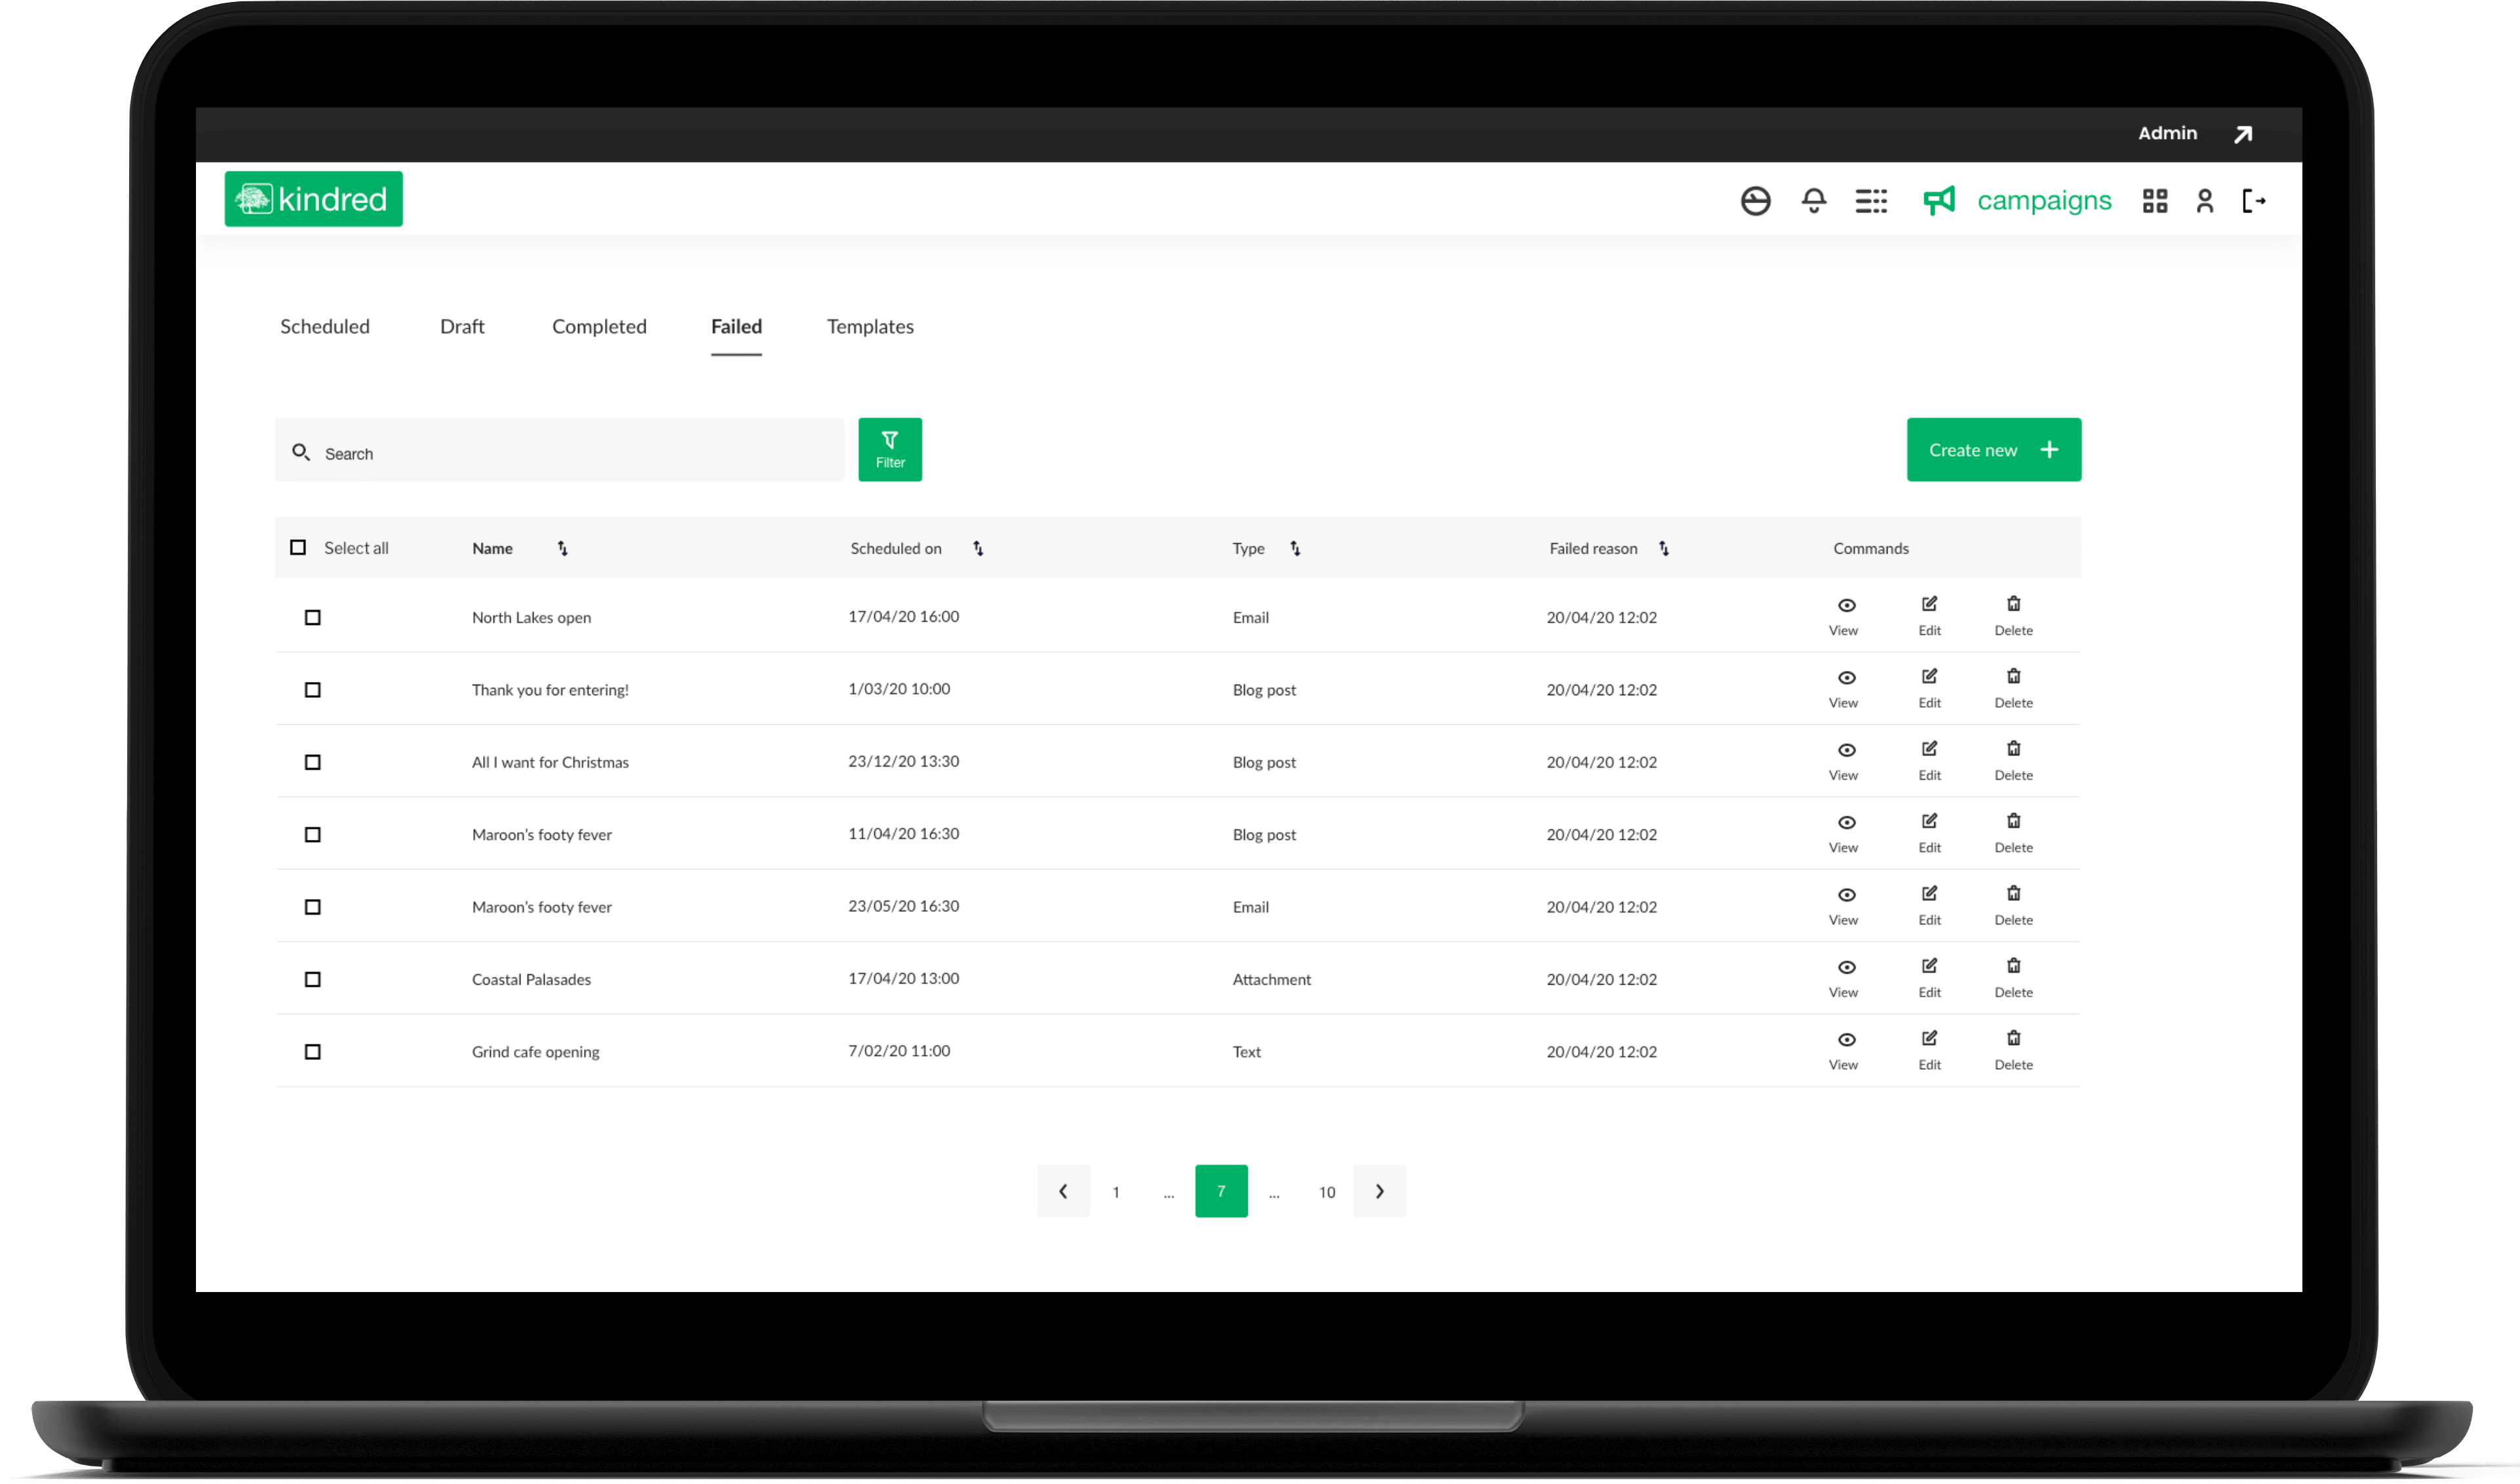 Admin
kindred
campaigns
Scheduled Draft Completed Failed Templates
Search Filter Create new
Select all Name Scheduled on Type Failed reason Commands
North Lakes open 17/04/20 16:00 Email 20/04/20 12:02 View Edit Delete
Thank you for entering! 1/03/20 10:00 Blog post 20/04/20 12:02 View Edit Delete
All I want for Christmas 23/12/20 13:30 Blog post 20/04/20 12:02 View Edit Delete
Maroon’s footy fever 11/04/20 16:30 Blog post 20/04/20 12:02 View Edit Delete
Maroon’s footy fever 23/05/20 16:30 Email 20/04/20 12:02 View Edit Delete
Coastal Palasades 17/04/20 13:00 Attachment 20/04/20 12:02 View Edit Delete
Grind cafe opening 7/02/20 11:00 Text 20/04/20 12:02 View Edit Delete
1 ... 7 ... 10